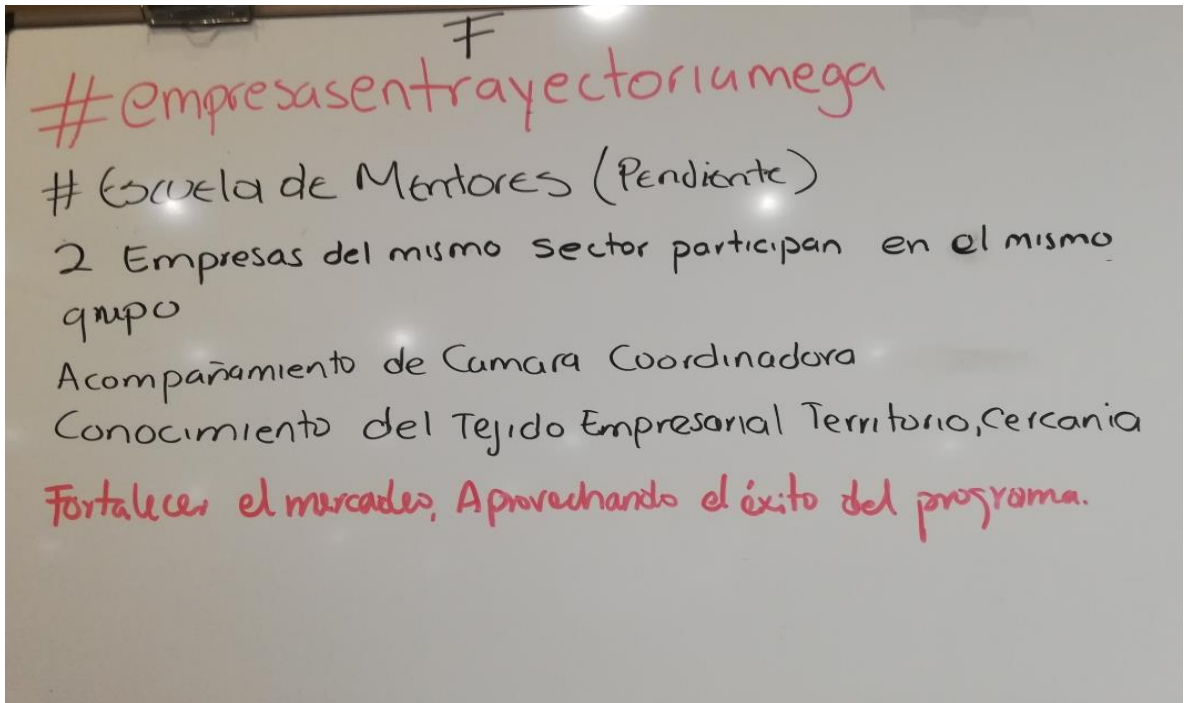 F
#empresasentrayectoriamega
# Escuela de Mentores (Pendiente)
2 Empresas del mismo sector participan en el mismo
grupo
Acompañamiento de Camara Coordinadora
Conocimiento del Tejido Empresarial Territorio, Cercania
Fortalecer el mercadeo, Aprovechando el éxito del programa.